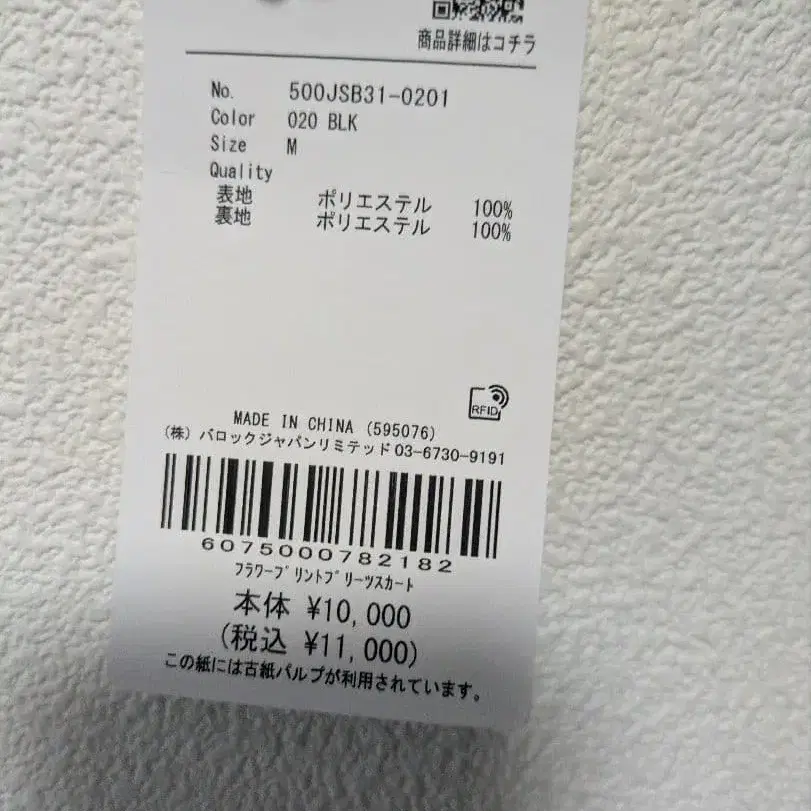 商品詳細はコチラ
No. 500JSB31-0201
Color 020 BLK
Size M
Quality
表地 ポリエステル 100%
裏地 ポリエステル 100%
RFID
MADE IN CHINA (595076)
(株) バロックジャパンリミテッド 03-6730-9191
6075000782182
フラワープリントプリーツスカート
本体 ¥10,000
(税込 ¥11,000)
この紙には古紙パルプが利用されています。